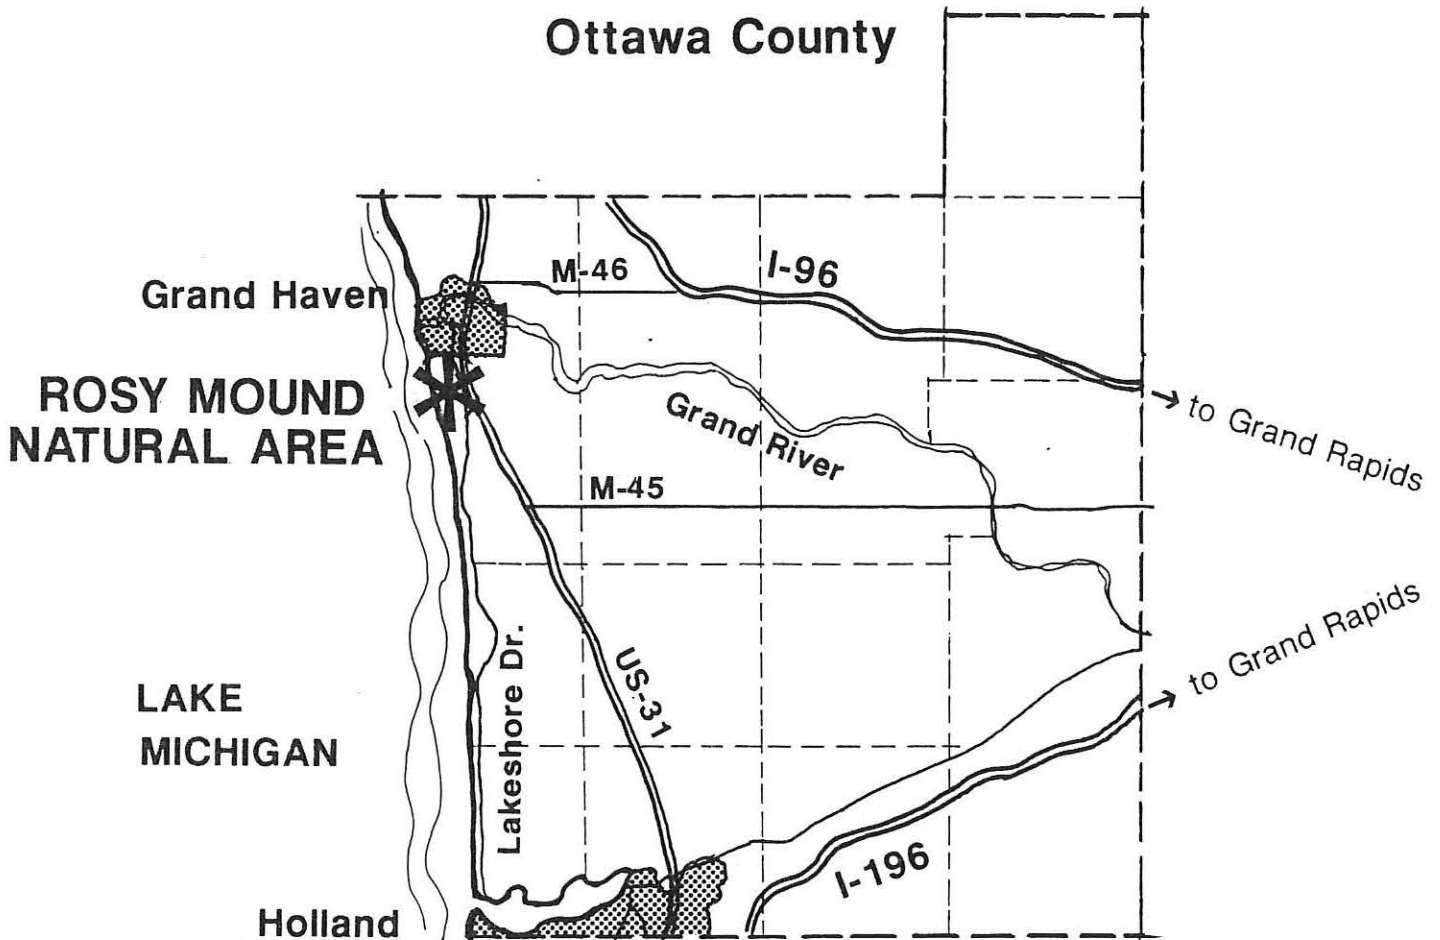 Ottawa County
M-46
I-96
Grand Haven
ROSY MOUND
NATURAL AREA
Grand River
to Grand Rapids
M-45
to Grand Rapids
Lakeshore Dr.
US-31
LAKE
MICHIGAN
I-196
Holland